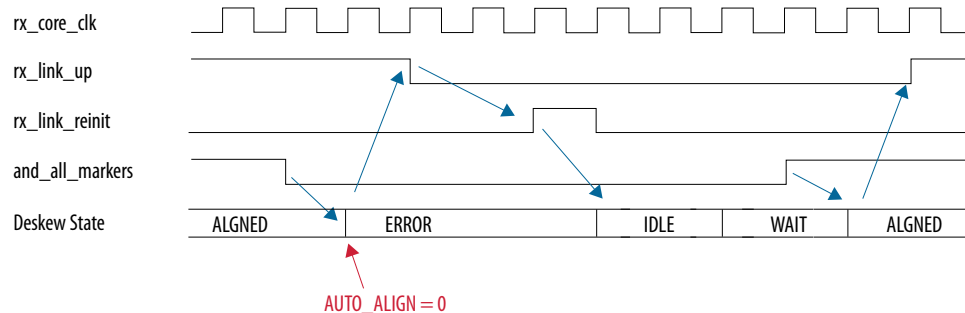 rx_core_clk
rx_link_up
rx_link_reinit
and_all_markers
Deskew State ALGNED ERROR IDLE WAIT ALGNED
AUTO_ALIGN = 0